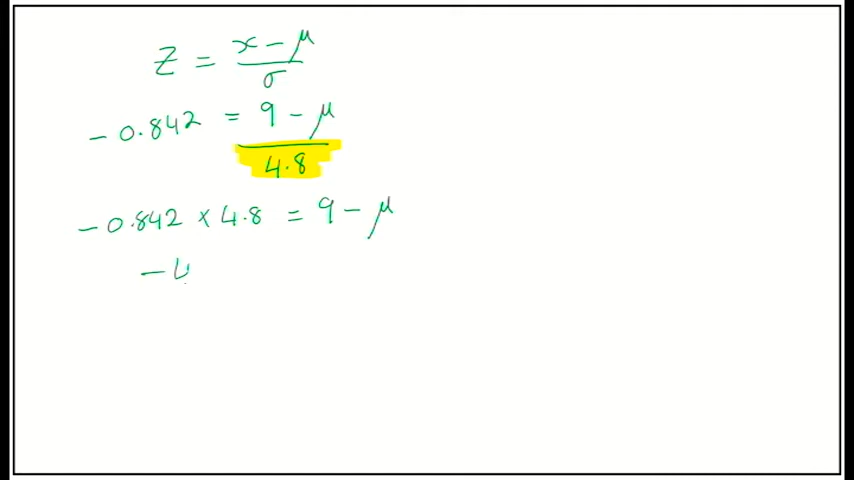 Z = x - μ / σ
- 0.842 = 9 - μ / 4.8
- 0.842 × 4.8 = 9 - μ
- 4